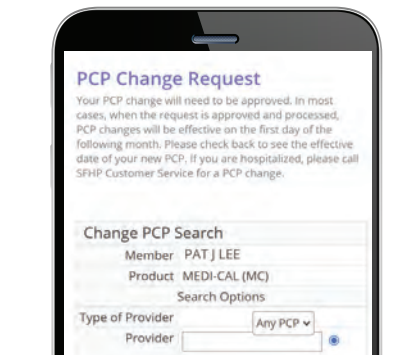 PCP Change Request
Your PCP change will need to be approved. In most
cases, when the request is approved and processed,
PCP changes will be effective on the first day of the
following month. Please check back to see the effective
date of your new PCP. If you are hospitalized, please call
SFHP Customer Service for a PCP change.
Change PCP Search
Member PAT J LEE
Product MEDI-CAL (MC)
Search Options
Type of Provider Any PCP
Provider